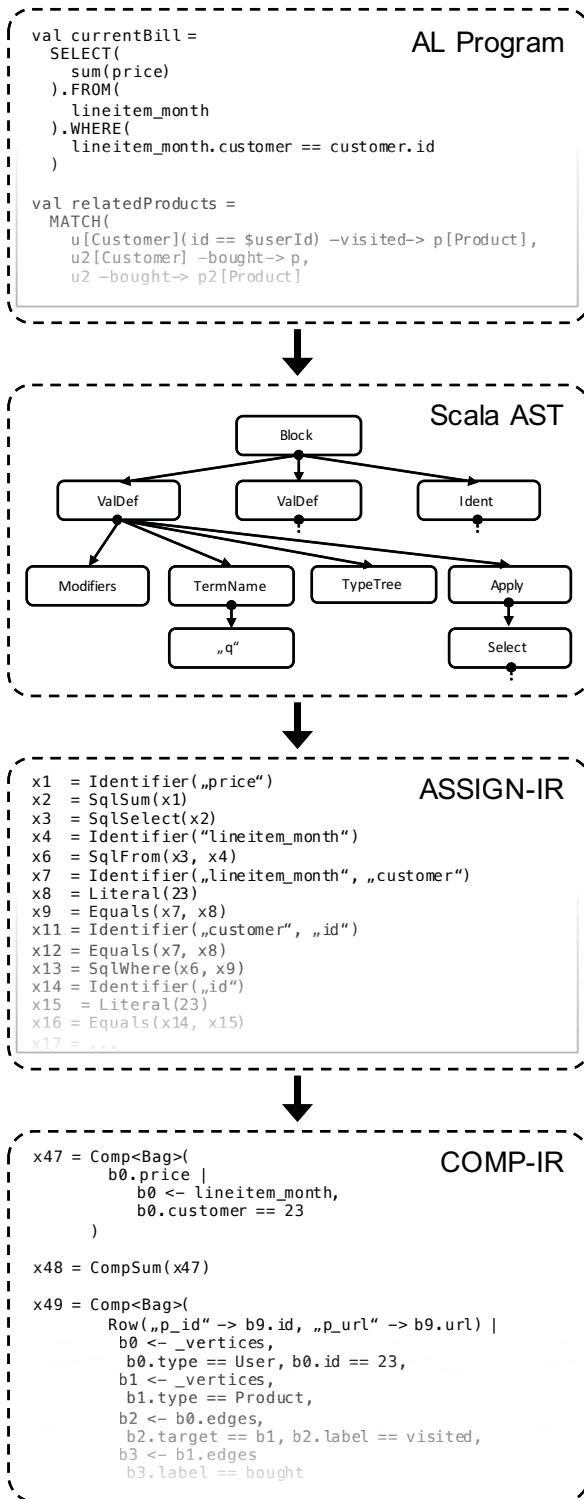 AL Program
val currentBill =
SELECT(
sum(price)
).FROM(
lineitem_month
).WHERE(
lineitem_month.customer == customer.id
)
val relatedProducts =
MATCH(
u[Customer](id == $userId) –visited–> p[Product],
u2[Customer] –bought–> p,
u2 –bought–> p2[Product]
Scala AST
Block
ValDef ValDef Ident
Modifiers TermName TypeTree Apply
„q“ Select
ASSIGN-IR
x1 = Identifier(„price“)
x2 = SqlSum(x1)
x3 = SqlSelect(x2)
x4 = Identifier(“lineitem_month“)
x6 = SqlFrom(x3, x4)
x7 = Identifier(„lineitem_month“, „customer“)
x8 = Literal(23)
x9 = Equals(x7, x8)
x11 = Identifier(„customer“, „id“)
x12 = Equals(x7, x8)
x13 = SqlWhere(x6, x9)
x14 = Identifier(„id“)
x15 = Literal(23)
x16 = Equals(x14, x15)
x17 = ...
COMP-IR
x47 = Comp<Bag>(
b0.price |
b0 <– lineitem_month,
b0.customer == 23
)
x48 = CompSum(x47)
x49 = Comp<Bag>(
Row(„p_id“ –> b9.id, „p_url“ –> b9.url) |
b0 <– _vertices,
b0.type == User, b0.id == 23,
b1 <– _vertices,
b1.type == Product,
b2 <– b0.edges,
b2.target == b1, b2.label == visited,
b3 <– b1.edges
b3.label == bought